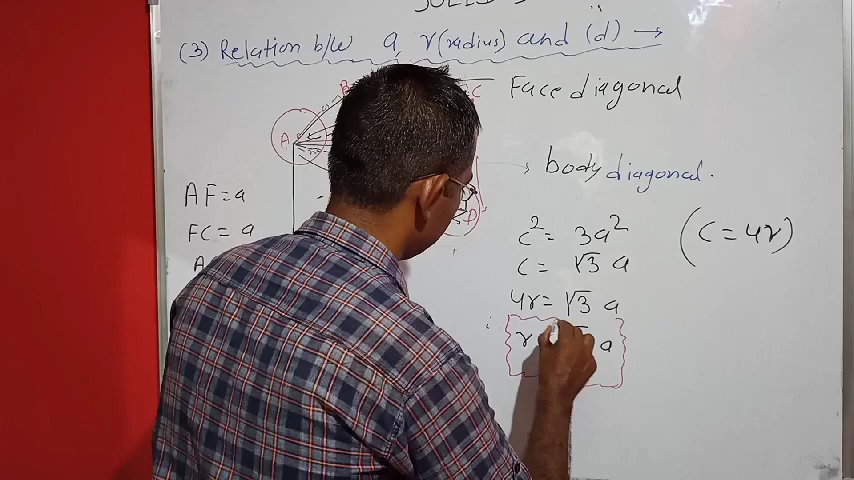 (3) Relation b/w a, r(radius) and (d) →
B
C
Face diagonal
A
body diagonal.
D
AF=a
FC = a
A
c² = 3a²
(c=4r)
c = √3 a
4r = √3 a
r a